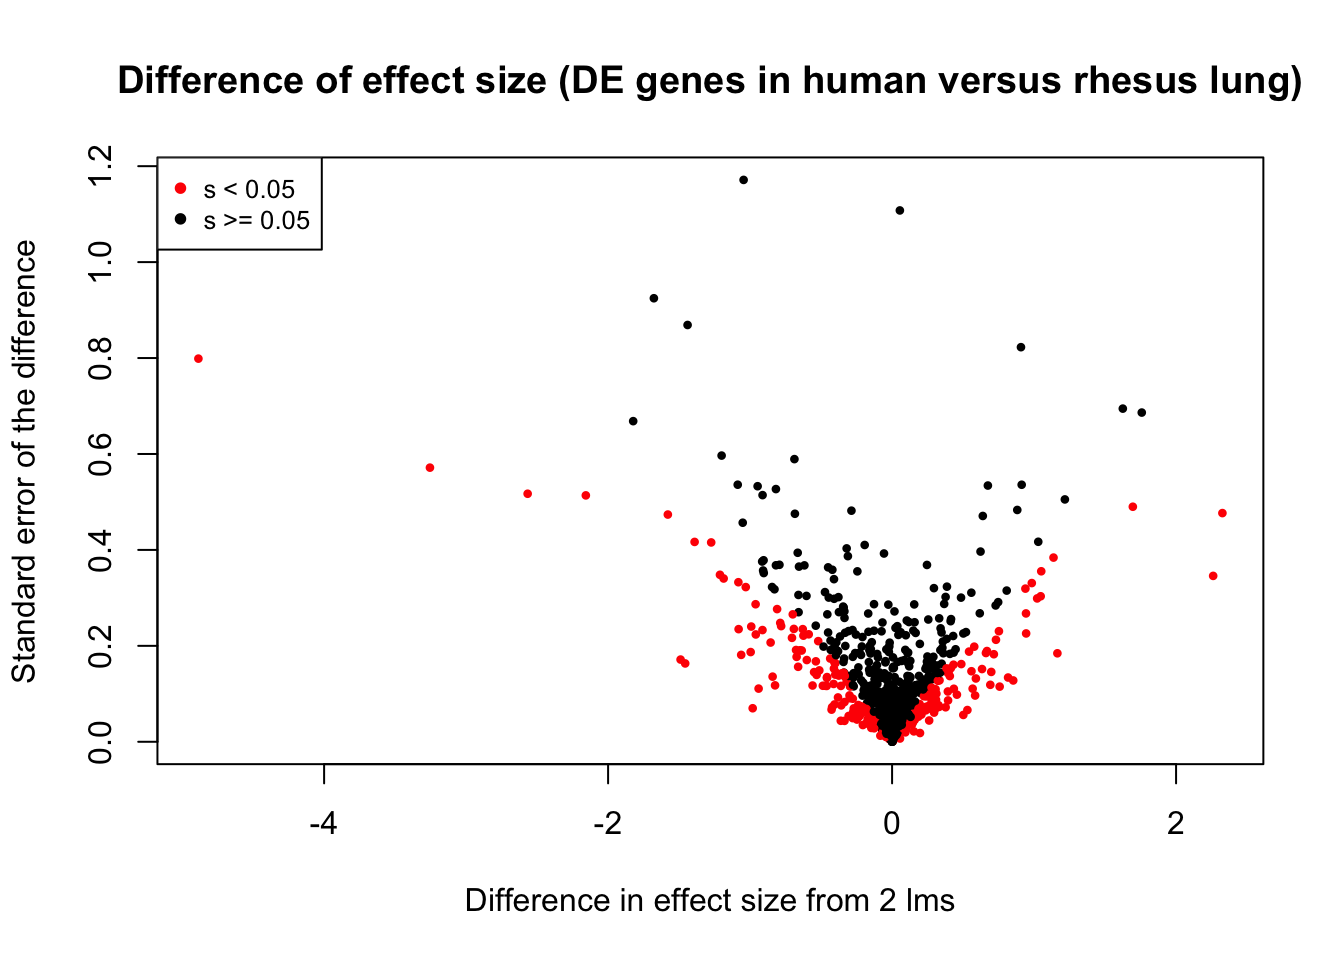 Difference of effect size (DE genes in human versus rhesus lung)
s < 0.05
s >= 0.05
Standard error of the difference
1.2
1.0
0.8
0.6
0.4
0.2
0.0
-4
-2
0
2
Difference in effect size from 2 lms